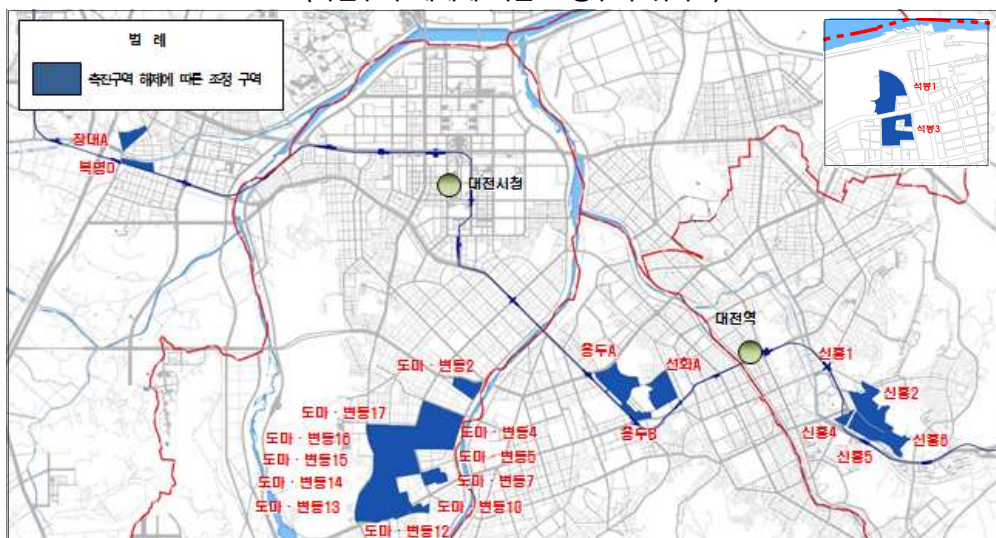 범 례
촉진구역 해제에 따른 조정 구역
석봉1
석봉3
장대A
복명D
대전시청
대전역
용두A
선화A
용두B
신흥1
신흥2
신흥4
신흥5
신흥6
도마·변동2
도마·변동17
도마·변동16
도마·변동15
도마·변동14
도마·변동13
도마·변동12
도마·변동4
도마·변동5
도마·변동7
도마·변동10